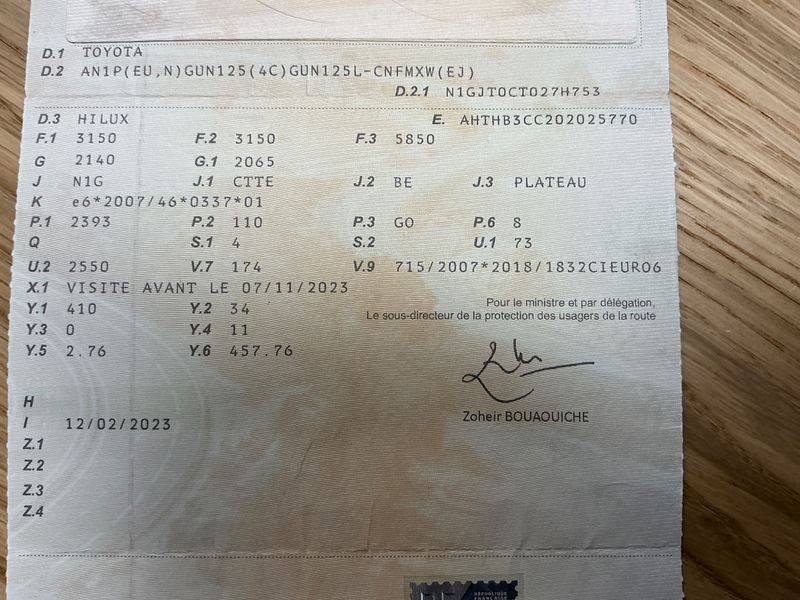 D.1 TOYOTA
D.2 AN1P(EU,N)GUN125(4C)GUN125L-CNFMXW(EJ)
D.2.1 N1GJTOCT027H753
D.3 HILUX E. AHTHB3CC202025770
F.1 3150 F.2 3150 F.3 5850
G 2140 G.1 2065
J N1G J.1 CTTE J.2 BE J.3 PLATEAU
K e6*2007/46*0337*01
P.1 2393 P.2 110 P.3 GO P.6 8
Q S.1 4 S.2 U.1 73
U.2 2550 V.7 174 V.9 715/2007*2018/1832CIEURO6
X.1 VISITE AVANT LE 07/11/2023
Y.1 410 Y.2 34
Pour le ministre et par délégation,
Le sous-directeur de la protection des usagers de la route
Y.3 0 Y.4 11
Y.5 2.76 Y.6 457.76
H
Zoheir BOUAOUICHE
I 12/02/2023
Z.1
Z.2
Z.3
Z.4
RÉPUBLIQUE
FRANÇAISE